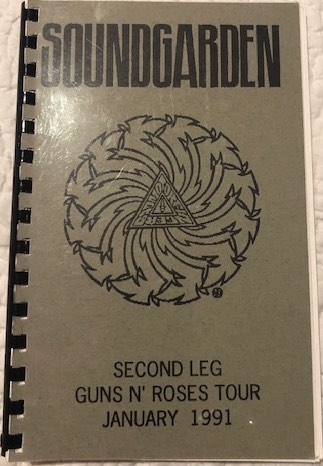 SOUNDGARDEN
SECOND LEG
GUNS N' ROSES TOUR
JANUARY 1991